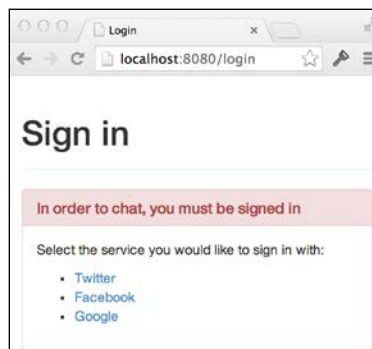 Login
localhost:8080/login
Sign in
In order to chat, you must be signed in
Select the service you would like to sign in with:
Twitter
Facebook
Google